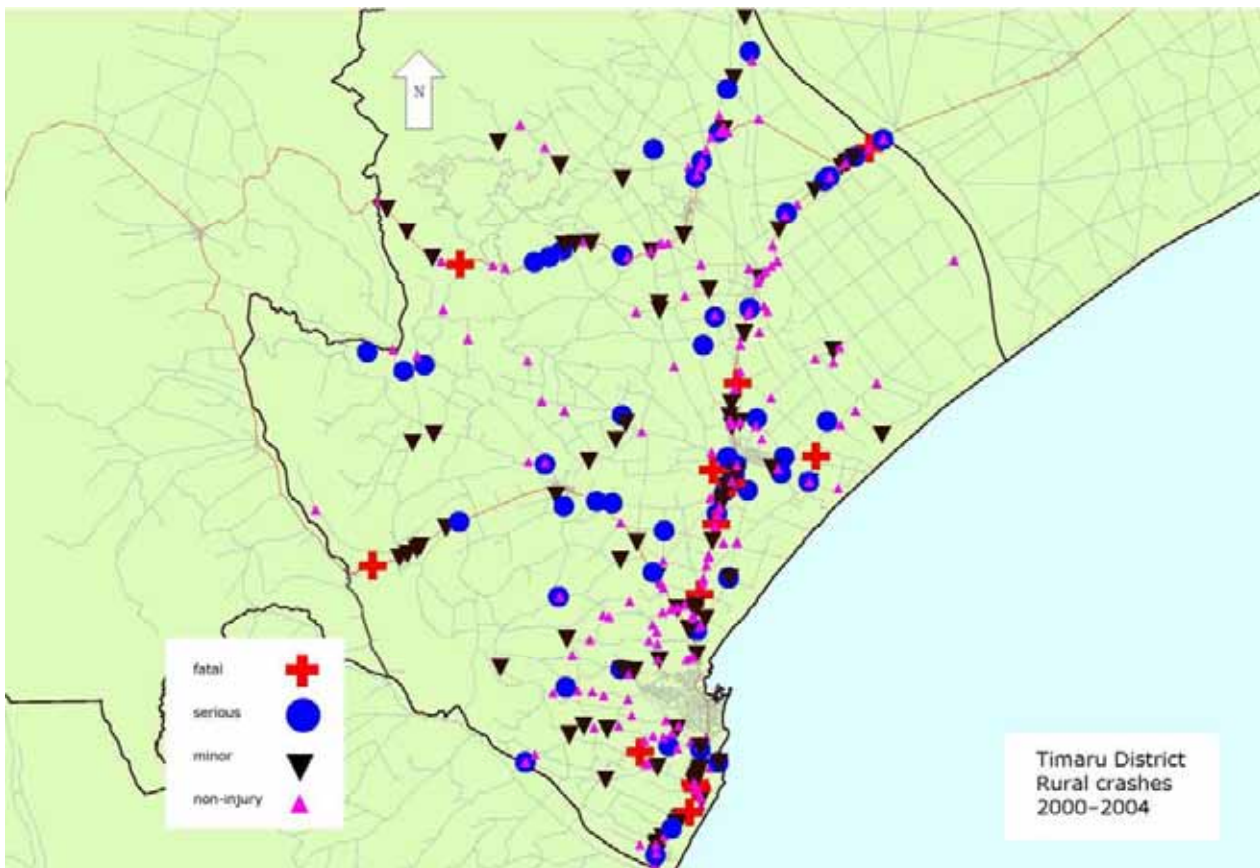 N
fatal
serious
minor
non-injury
Timaru District
Rural crashes
2000-2004